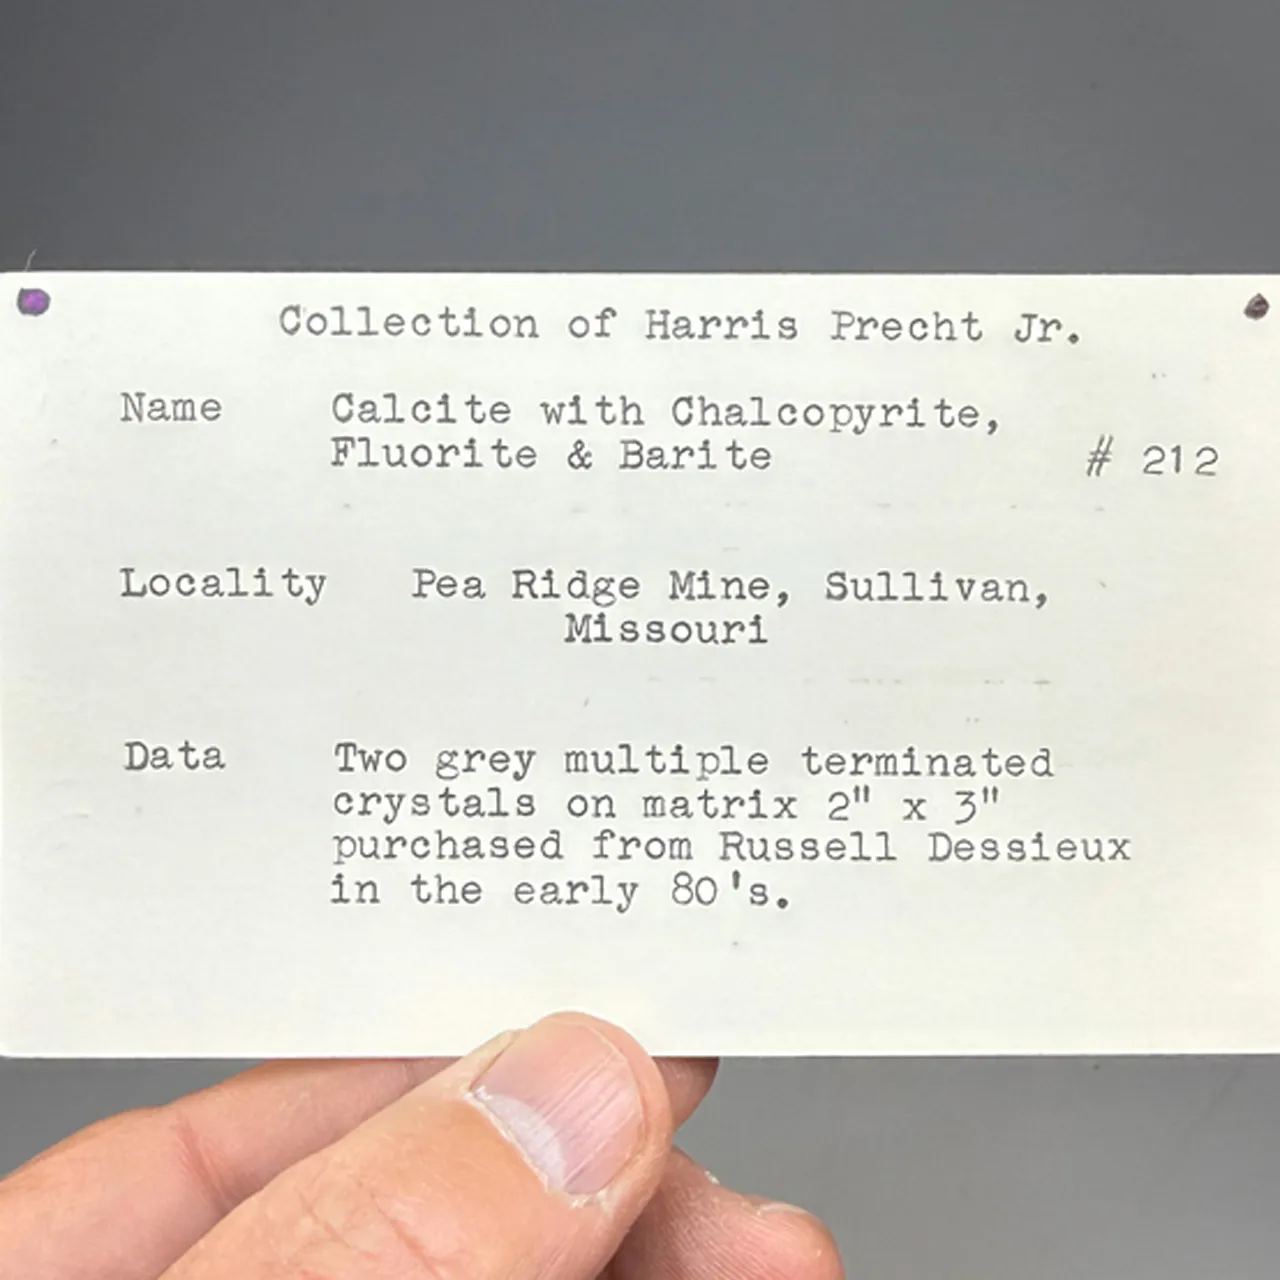 Collection of Harris Precht Jr.
Name Calcite with Chalcopyrite,
Fluorite & Barite # 212
Locality Pea Ridge Mine, Sullivan,
Missouri
Data Two grey multiple terminated
crystals on matrix 2" x 3"
purchased from Russell Dessieux
in the early 80's.